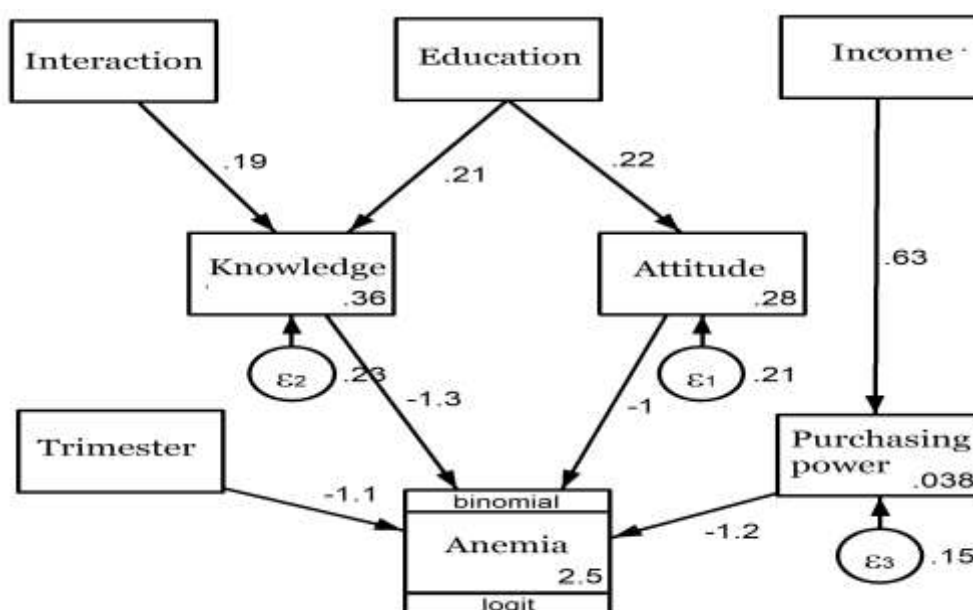 Interaction
Education
Income
.19
.21
.22
.63
Knowledge
.36
Attitude
.28
ε2
.23
ε1
.21
-1.3
-1
Trimester
Purchasing
power
.038
-1.1
-1.2
binomial
Anemia
2.5
logit
ε3
.15